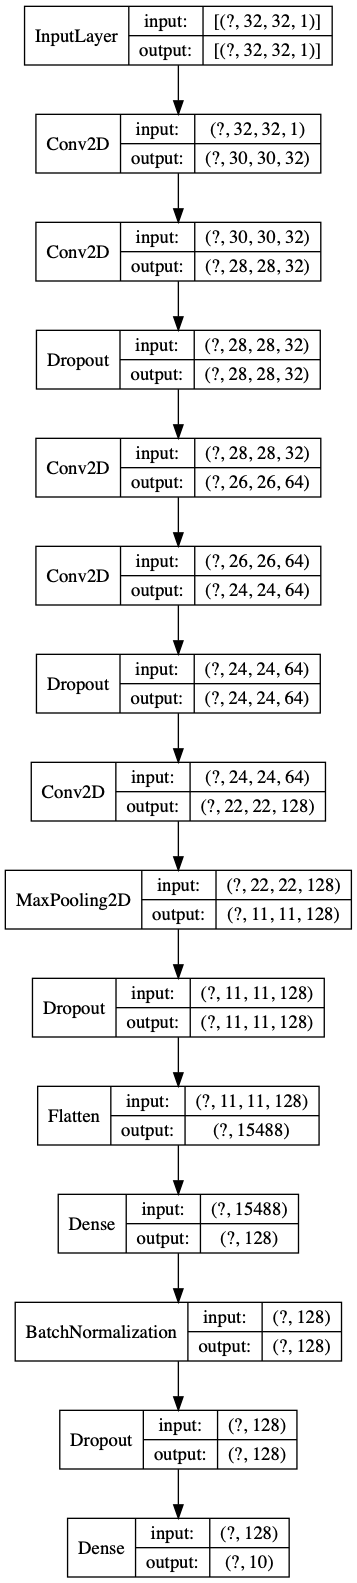 InputLayer input: [(?, 32, 32, 1)]
output: [(?, 32, 32, 1)]
Conv2D input: (?, 32, 32, 1)
output: (?, 30, 30, 32)
Conv2D input: (?, 30, 30, 32)
output: (?, 28, 28, 32)
Dropout input: (?, 28, 28, 32)
output: (?, 28, 28, 32)
Conv2D input: (?, 28, 28, 32)
output: (?, 26, 26, 64)
Conv2D input: (?, 26, 26, 64)
output: (?, 24, 24, 64)
Dropout input: (?, 24, 24, 64)
output: (?, 24, 24, 64)
Conv2D input: (?, 24, 24, 64)
output: (?, 22, 22, 128)
MaxPooling2D input: (?, 22, 22, 128)
output: (?, 11, 11, 128)
Dropout input: (?, 11, 11, 128)
output: (?, 11, 11, 128)
Flatten input: (?, 11, 11, 128)
output: (?, 15488)
Dense input: (?, 15488)
output: (?, 128)
BatchNormalization input: (?, 128)
output: (?, 128)
Dropout input: (?, 128)
output: (?, 128)
Dense input: (?, 128)
output: (?, 10)